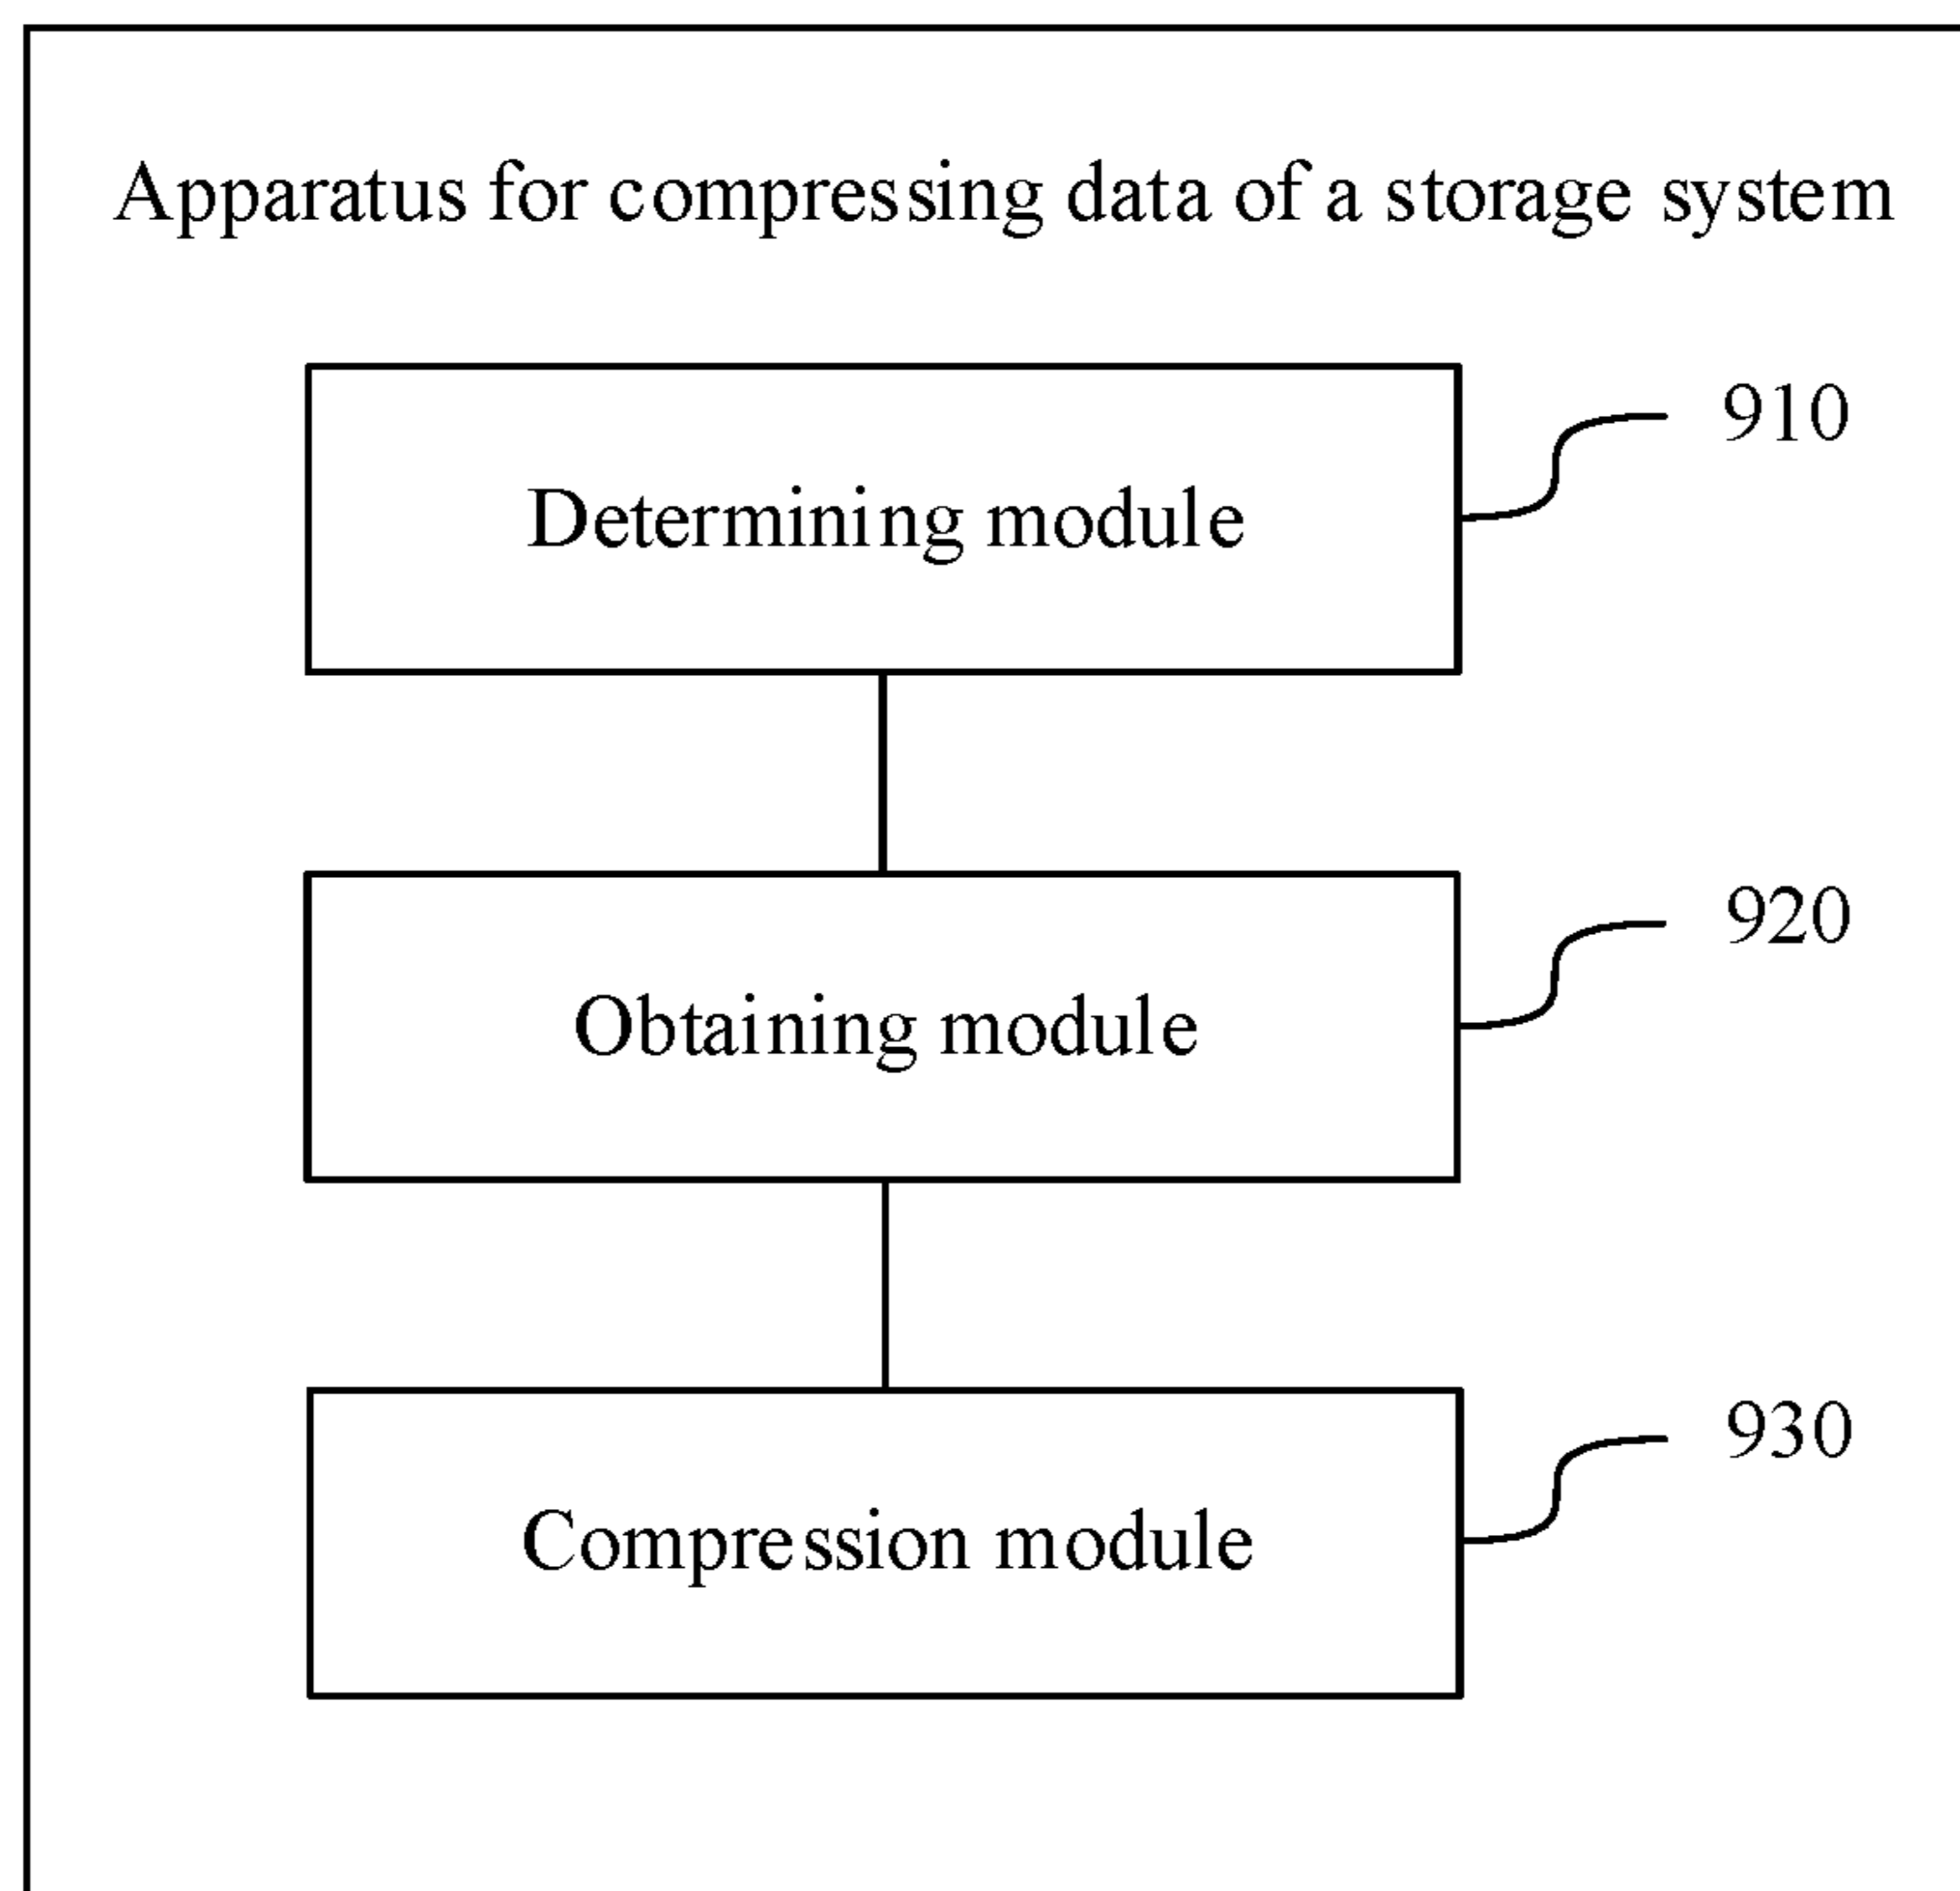 Apparatus for compressing data of a storage system
910
Determining module
920
Obtaining module
930
Compression module